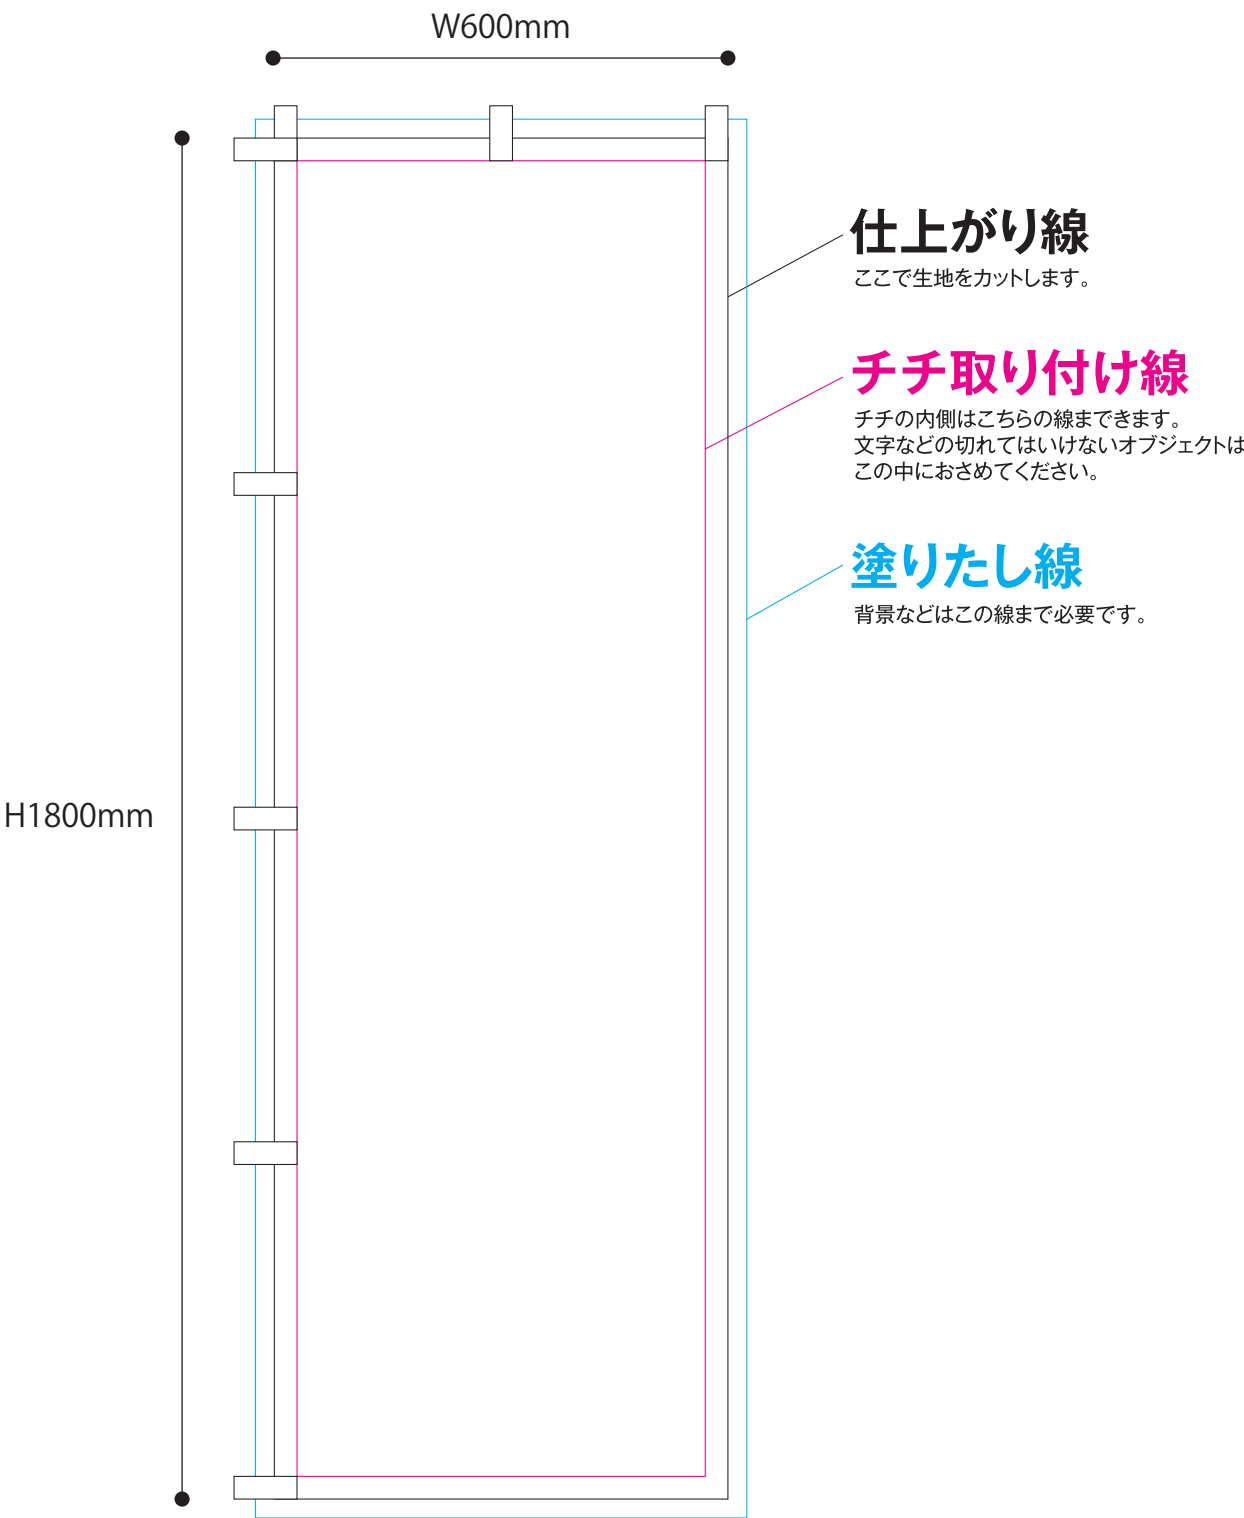 W600mm
仕上がり線
ここで生地をカットします。
チチ取り付け線
チチの内側はこちらの線まできます。
文字などの切れてはいけないオブジェクトは
この中におさめてください。
塗りたし線
背景などはこの線まで必要です。
H1800mm